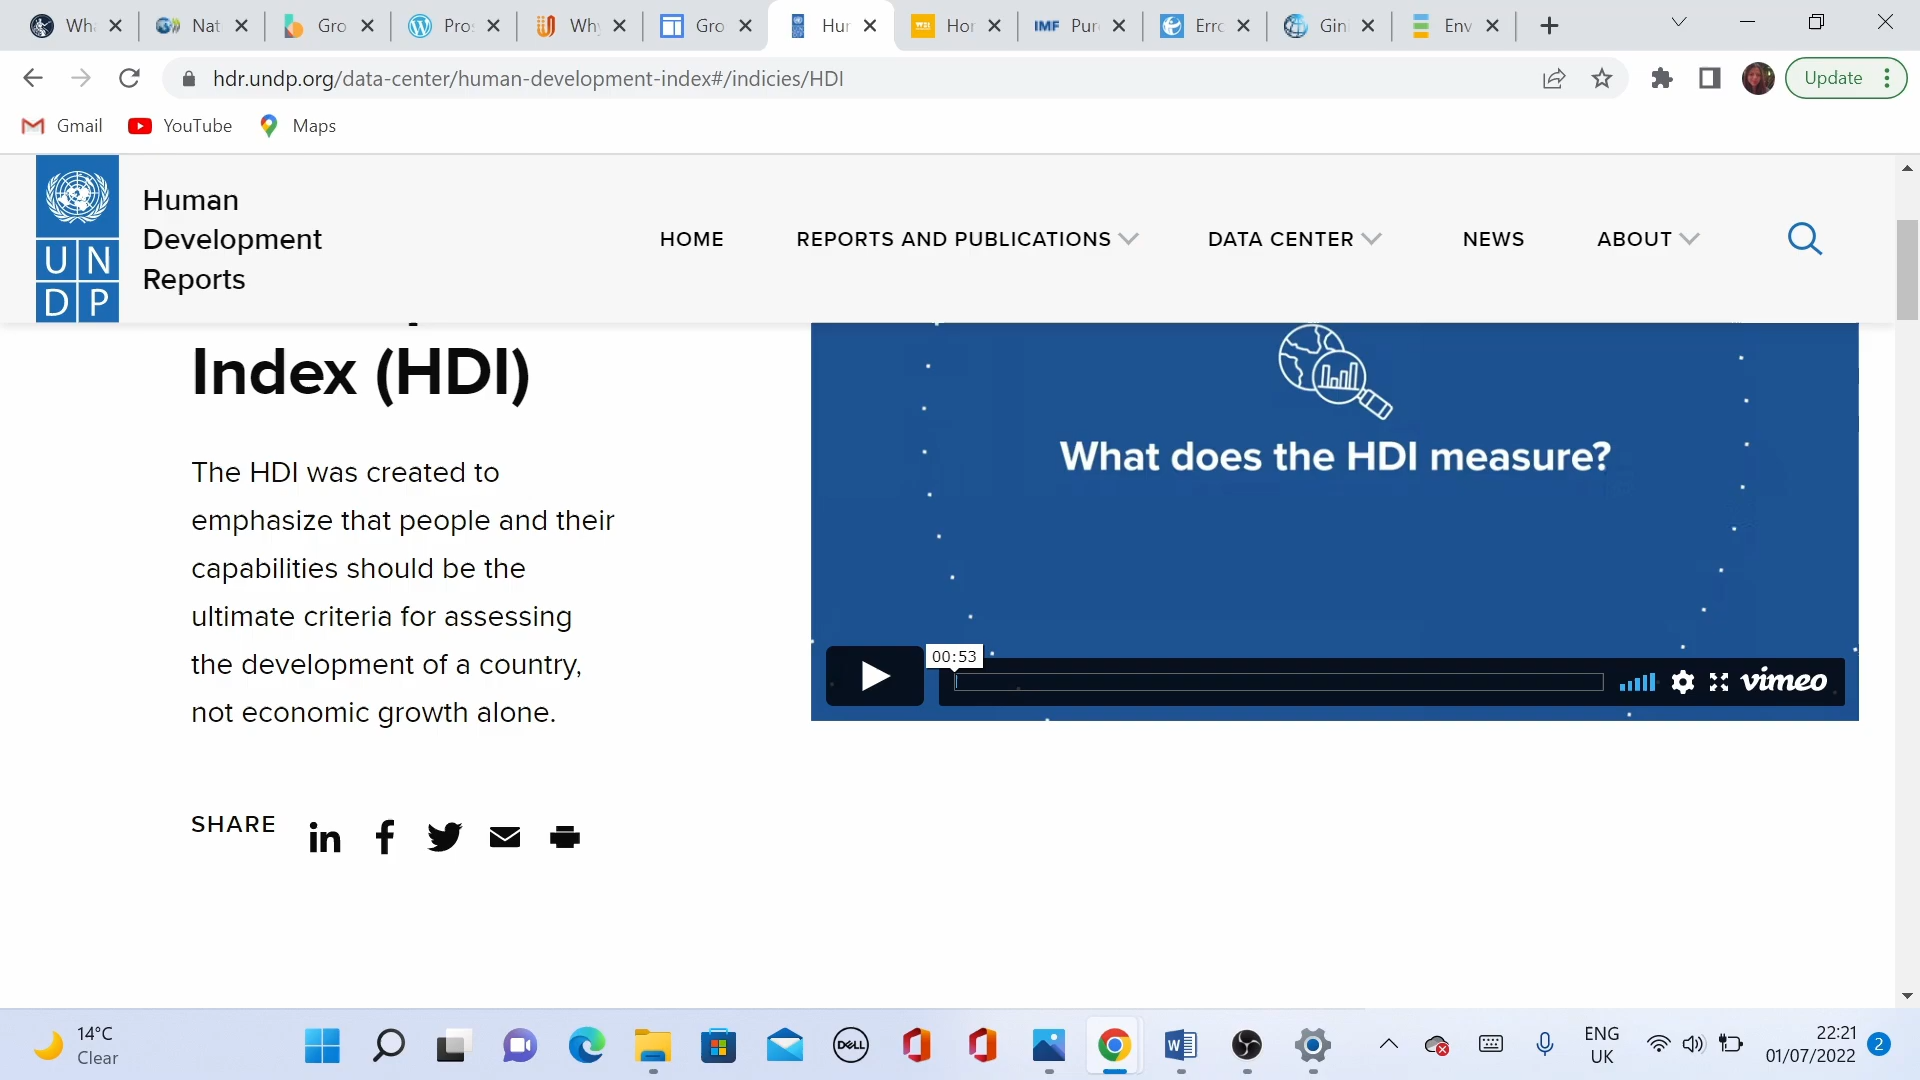 Wh
Nat
Gro
Pro
Why
Gro
Hur
Hor
IMF Pur
Erro
Gin
Env
hdr.undp.org/data-center/human-development-index#/indicies/HDI
Update
Gmail
YouTube
Maps
U N
D P
Human
Development
Reports
HOME
REPORTS AND PUBLICATIONS
DATA CENTER
NEWS
ABOUT
Index (HDI)
The HDI was created to
emphasize that people and their
capabilities should be the
ultimate criteria for assessing
the development of a country,
not economic growth alone.
SHARE
What does the HDI measure?
00:53
vimeo
14°C
Clear
DELL
ENG
UK
22:21
01/07/2022
2